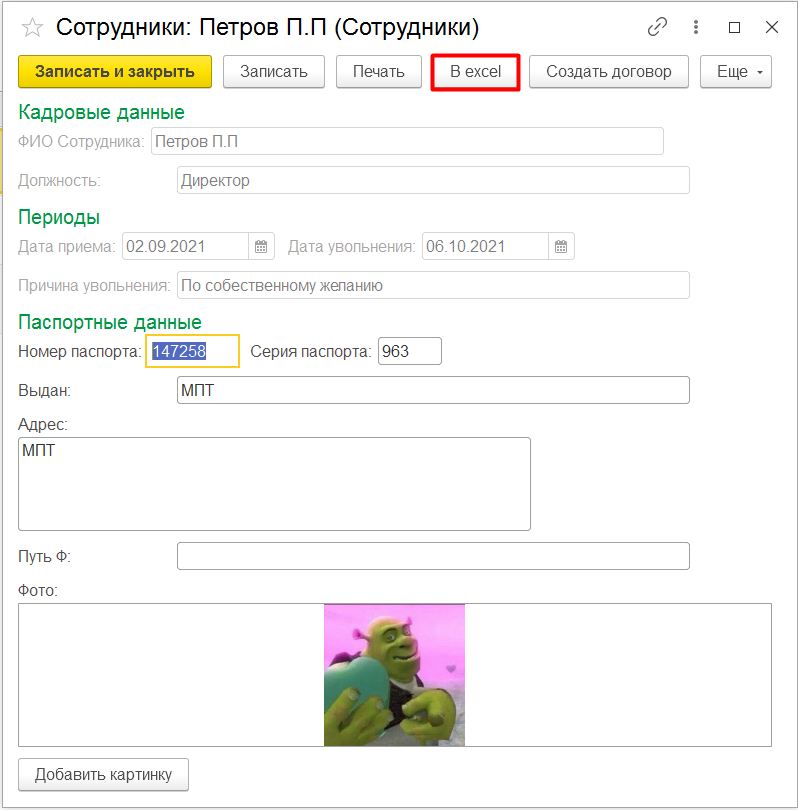 Сотрудники: Петров П.П (Сотрудники)
Записать и закрыть Записать Печать В excel Создать договор Еще
Кадровые данные
ФИО Сотрудника: Петров П.П
Должность: Директор
Периоды
Дата приема: 02.09.2021 Дата увольнения: 06.10.2021
Причина увольнения: По собественному желанию
Паспортные данные
Номер паспорта: 147258 Серия паспорта: 963
Выдан: МПТ
Адрес:
МПТ
Путь Ф:
Фото:
Добавить картинку